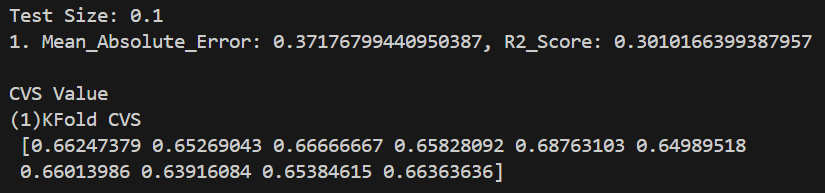 Test Size: 0.1
1. Mean_Absolute_Error: 0.37176799440950387, R2_Score: 0.3010166399387957
CVS Value
(1)KFold CVS
[0.66247379 0.65269043 0.66666667 0.65828092 0.68763103 0.64989518
0.66013986 0.63916084 0.65384615 0.66363636]